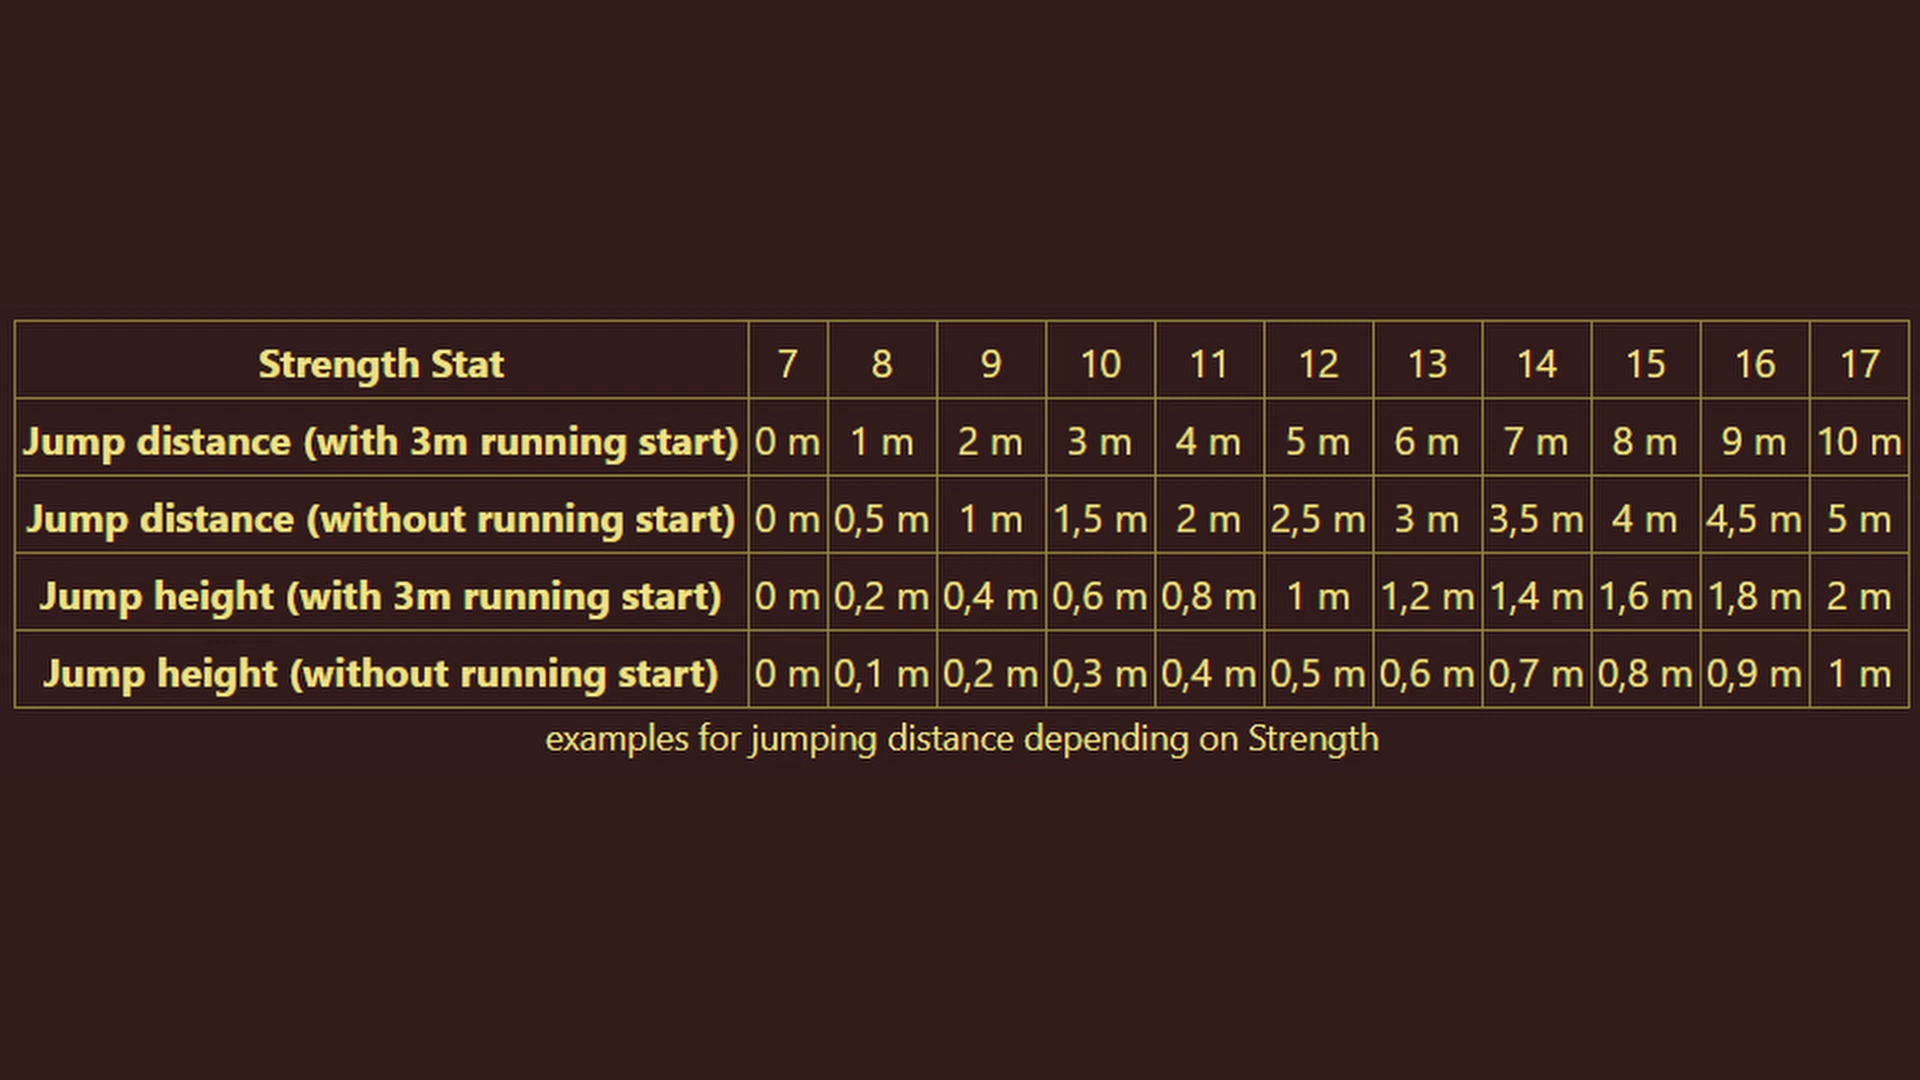 Strength Stat 7 8 9 10 11 12 13 14 15 16 17
Jump distance (with 3m running start) 0 m 1 m 2 m 3 m 4 m 5 m 6 m 7 m 8 m 9 m 10 m
Jump distance (without running start) 0 m 0,5 m 1 m 1,5 m 2 m 2,5 m 3 m 3,5 m 4 m 4,5 m 5 m
Jump height (with 3m running start) 0 m 0,2 m 0,4 m 0,6 m 0,8 m 1 m 1,2 m 1,4 m 1,6 m 1,8 m 2 m
Jump height (without running start) 0 m 0,1 m 0,2 m 0,3 m 0,4 m 0,5 m 0,6 m 0,7 m 0,8 m 0,9 m 1 m
examples for jumping distance depending on Strength